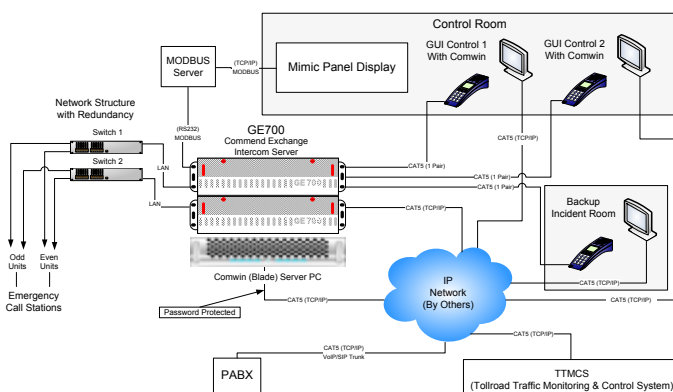 Control Room
GUI Control 1
With Comwin
GUI Control 2
With Comwin
MODBUS
Server
(TCP/IP)
MODBUS
Mimic Panel Display
Network Structure
with Redundancy
Switch 1
Switch 2
(RS232)
MODBUS
GE700
Commend Exchange
Intercom Server
LAN
LAN
GE700
GE700
CAT5 (TCP/IP)
CAT5 (1 Pair)
CAT5 (1 Pair)
CAT5 (1 Pair)
CAT5 (TCP/IP)
Backup
Incident Room
Odd
Units
Even
Units
Emergency
Call Stations
Comwin (Blade) Server PC
Password Protected
IP
Network
(By Others)
CAT5 (TCP/IP)
CAT5 (TCP/IP)
CAT5 (TCP/IP)
CAT5 (TCP/IP)
VoIP/SIP Trunk
CAT5 (TCP/IP)
PABX
TTMCS
(Tollroad Traffic Monitoring & Control System)